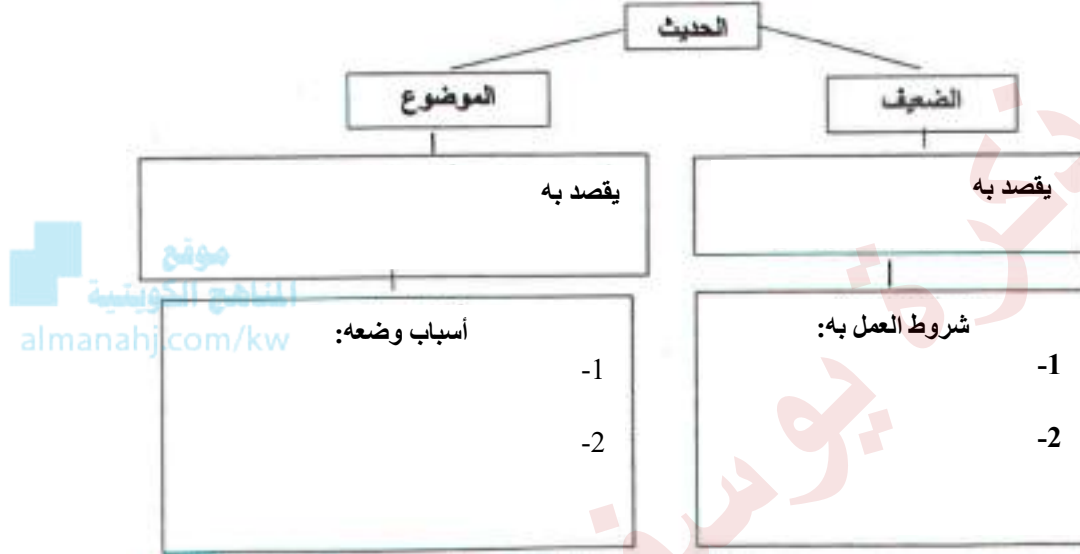 الحديث
الضعيف
الموضوع
يقصد به
يقصد به
شروط العمل به:
1-
2-
أسباب وضعه:
1-
2-
موقع
المناهج الكويتية
almanahj.com/kw